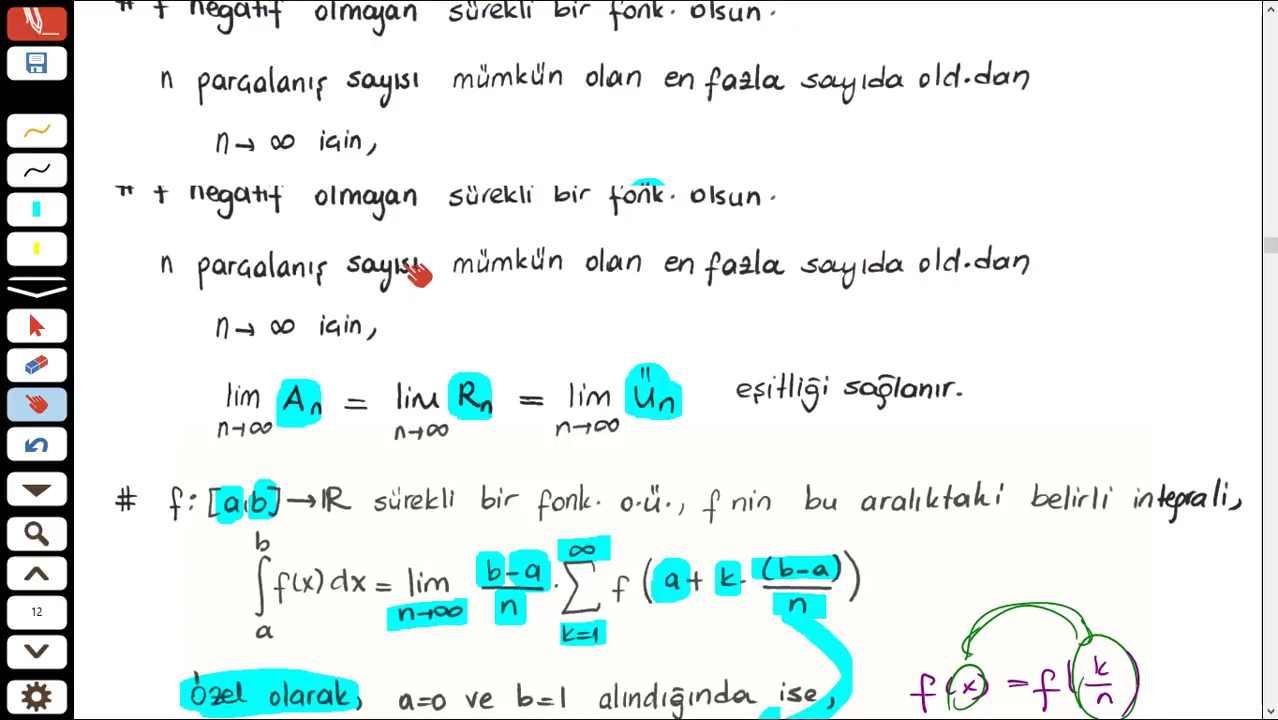 # f negatif olmayan sürekli bir fonk. olsun.
n parçalanış sayısı mümkün olan en fazla sayıda old.dan
n→∞ için,
# f negatif olmayan sürekli bir fonk. olsun.
n parçalanış sayısı mümkün olan en fazla sayıda old.dan
n→∞ için,
lim n→∞ An = lim n→∞ Rn = lim n→∞ Ün eşitliği sağlanır.
# f: [a,b]→IR sürekli bir fonk. o.ü., f nin bu aralıktaki belirli integrali,
∫_a^b f(x)dx = lim n→∞ (b-a)/n · ∑_{k=1}^{∞} f(a+k·(b-a)/n)
Özel olarak, a=0 ve b=1 alındığında ise,
f(x) = f(k/n)
12